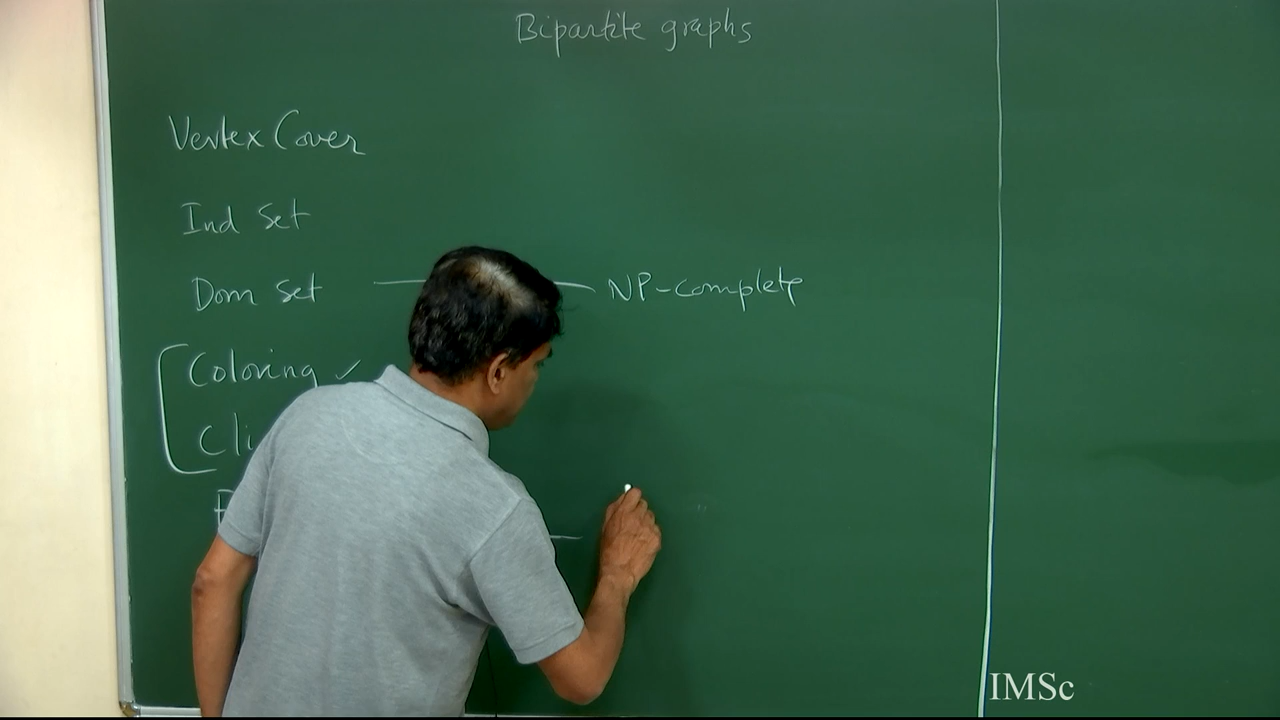 Bipartite graphs
Vertex Cover
Ind Set
Dom Set — NP-complete
Coloring ✓
IMSc